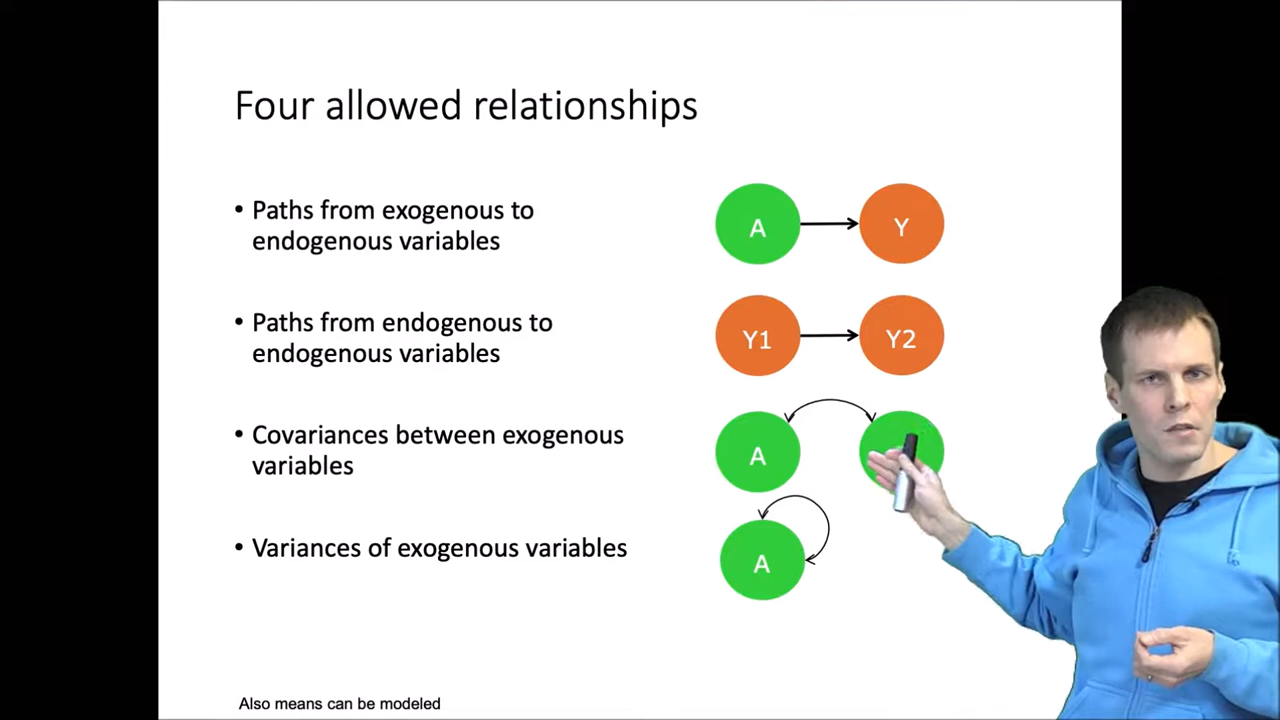 Four allowed relationships
• Paths from exogenous to
endogenous variables
A
Y
• Paths from endogenous to
endogenous variables
Y1
Y2
• Covariances between exogenous
variables
A
• Variances of exogenous variables
A
Also means can be modeled